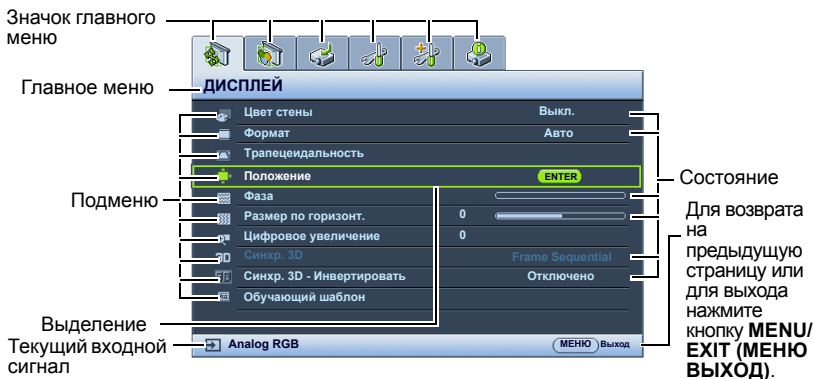 Значок главного
меню
Главное меню
ДИСПЛЕЙ
Цвет стены Выкл.
Формат Авто
Трапецеидальность
Положение ENTER
Фаза
Размер по горизонт. 0
Цифровое увеличение 0
3D Синхр. 3D Frame Sequential
Синхр. 3D - Инвертировать Отключено
Обучающий шаблон
Analog RGB МЕНЮ Выход
Подменю
Выделение
Текущий входной
сигнал
Состояние
Для возврата
на
предыдущую
страницу или
для выхода
нажмите
кнопку MENU/
EXIT (МЕНЮ
ВЫХОД).